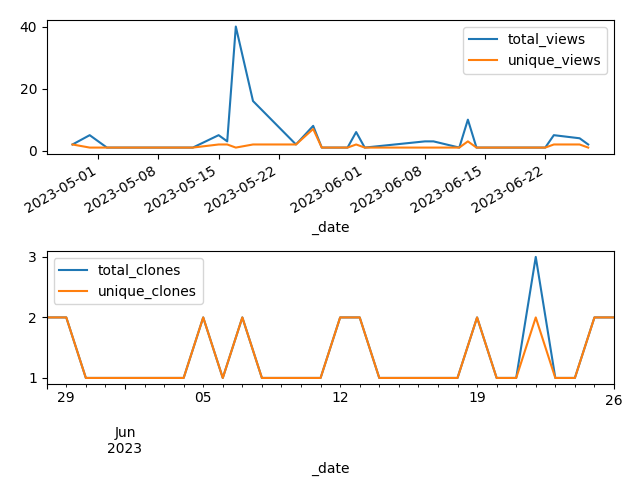 40
20
0
total_views
unique_views
2023-05-01
2023-05-08
2023-05-15
2023-05-22
2023-06-01
2023-06-08
2023-06-15
2023-06-22
_date
3
2
1
total_clones
unique_clones
29
05
12
19
26
Jun
2023
_date